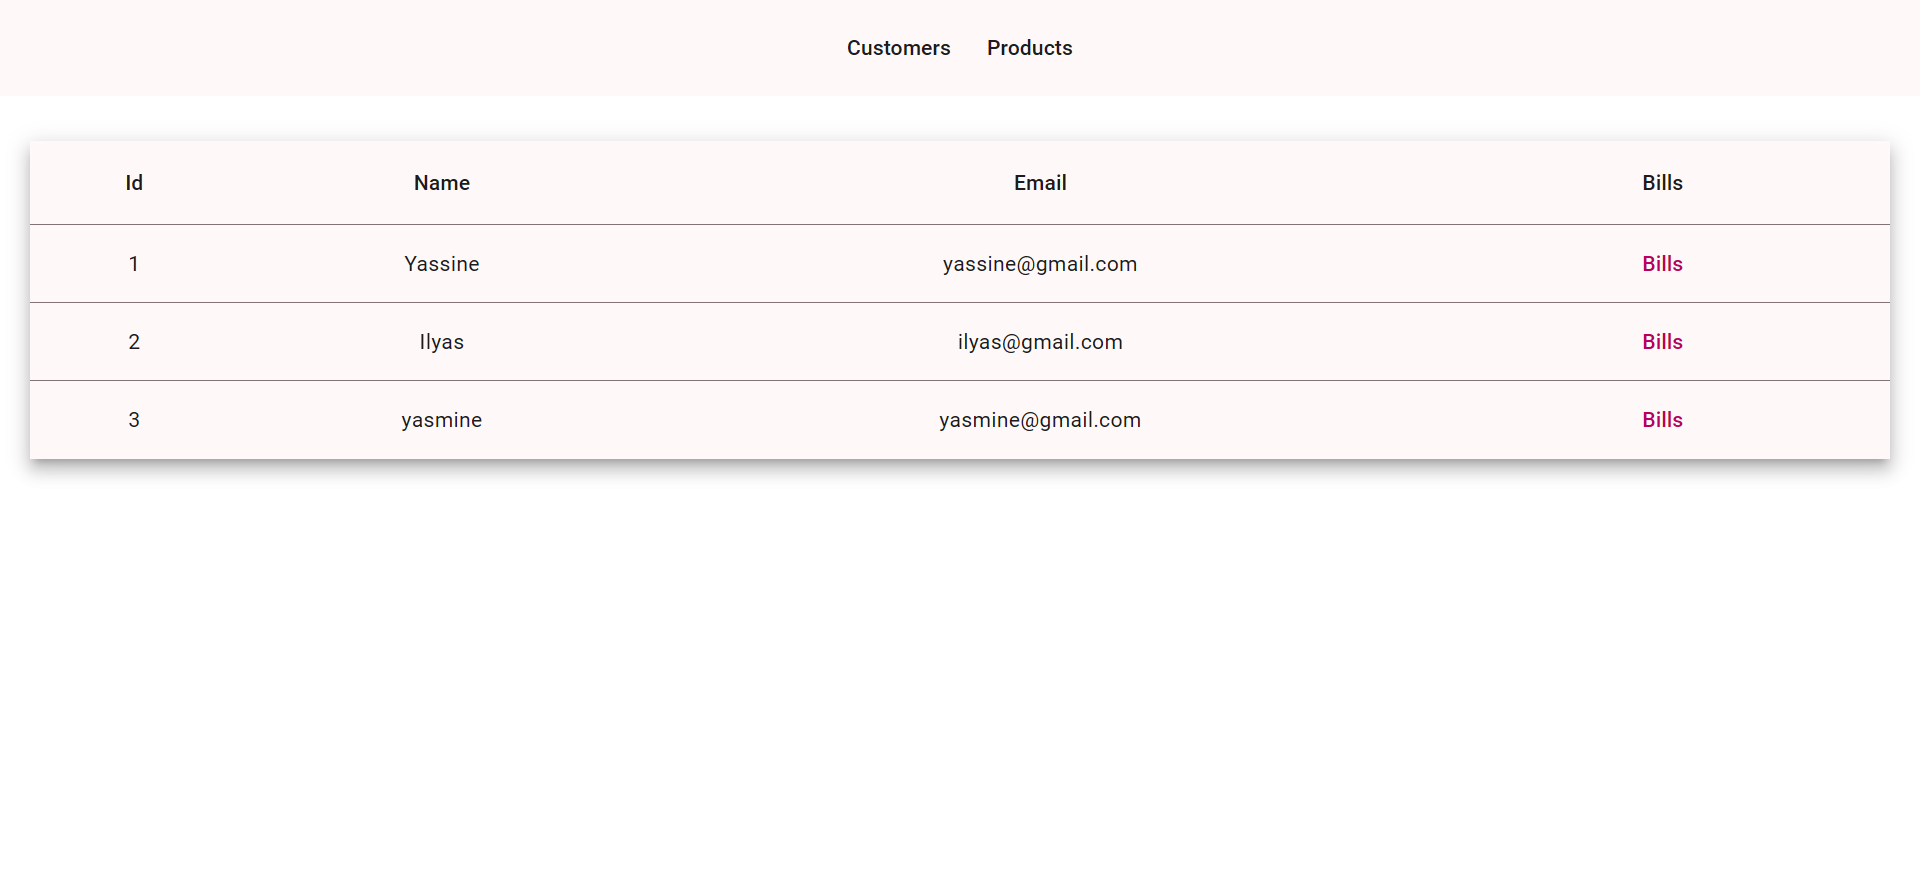 Customers Products
Id Name Email Bills
1 Yassine yassine@gmail.com Bills
2 Ilyas ilyas@gmail.com Bills
3 yasmine yasmine@gmail.com Bills